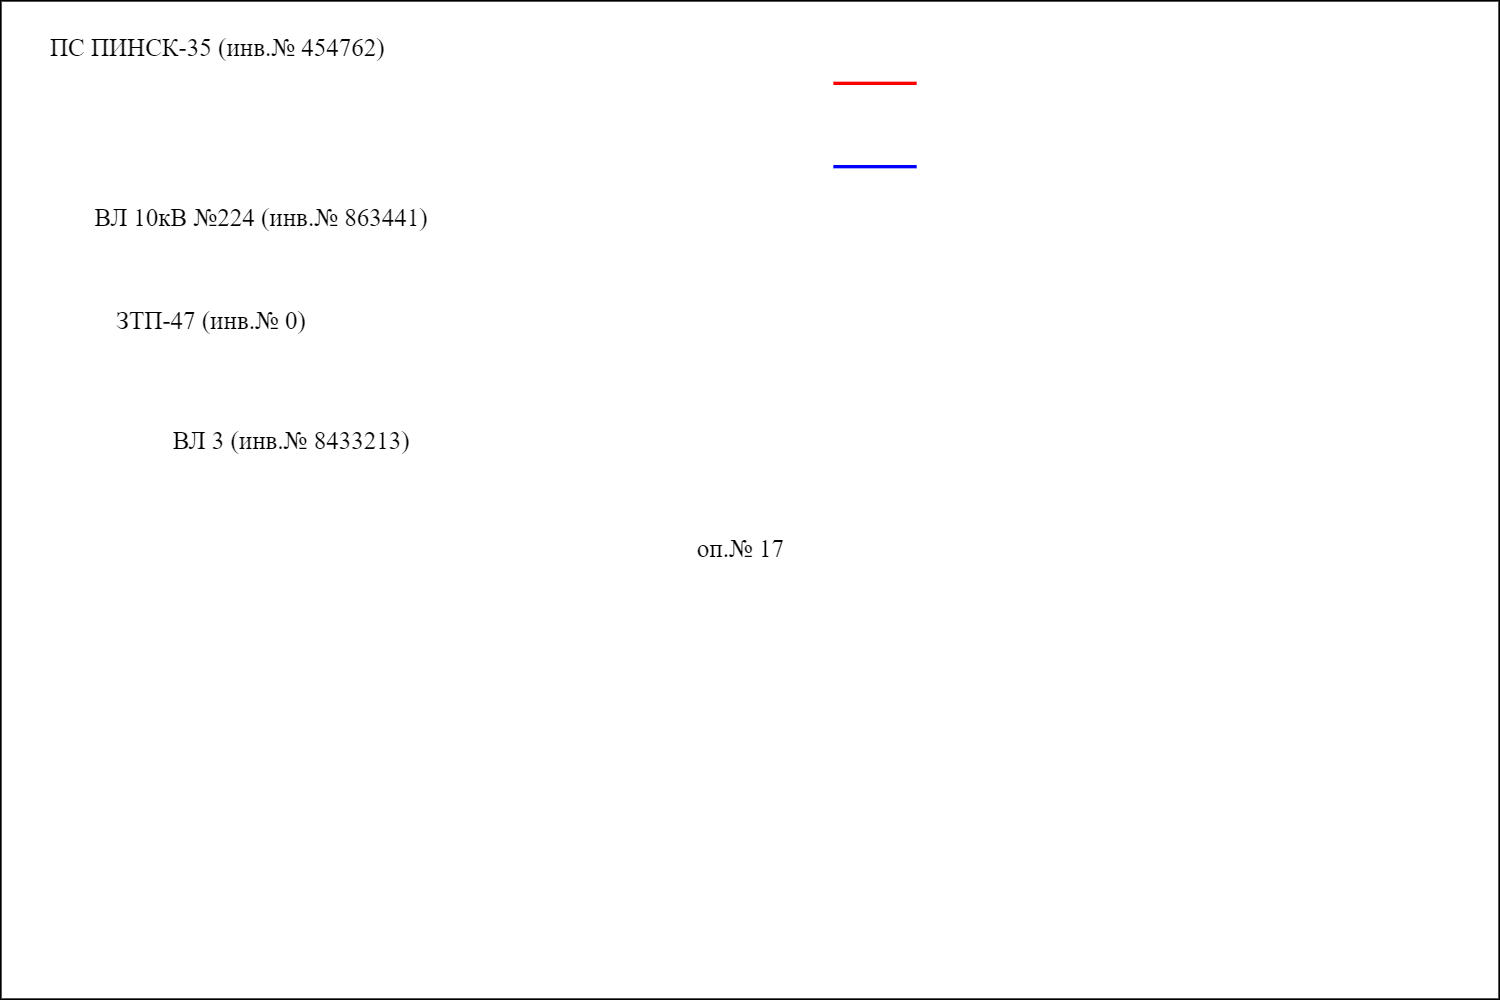 ПС ПИНСК-35 (инв.№ 454762)
ВЛ 10кВ №224 (инв.№ 863441)
ЗТП-47 (инв.№ 0)
ВЛ 3 (инв.№ 8433213)
оп.№ 17